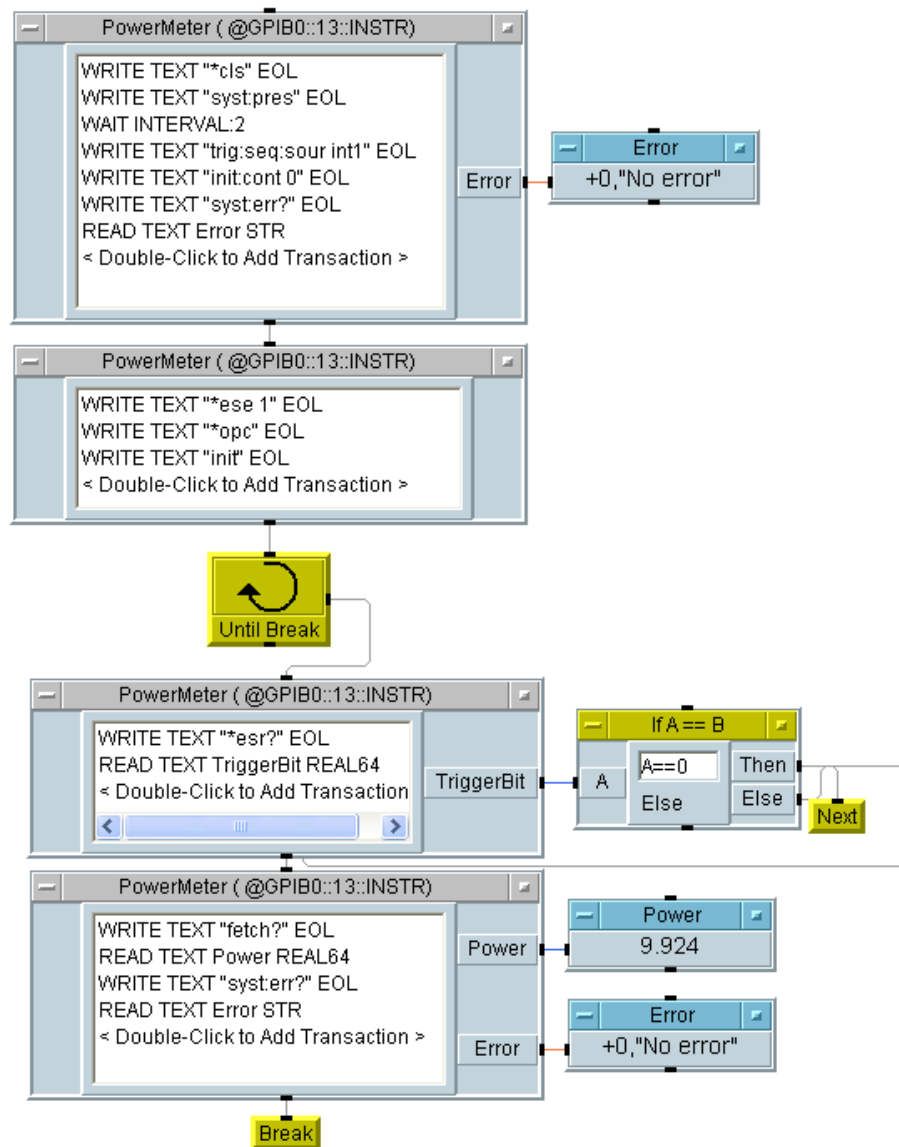 PowerMeter ( @GPIB0::13::INSTR)
WRITE TEXT "*cls" EOL
WRITE TEXT "syst:pres" EOL
WAIT INTERVAL:2
WRITE TEXT "trig:seq:sour int1" EOL
WRITE TEXT "init:cont 0" EOL
WRITE TEXT "syst:err?" EOL
READ TEXT Error STR
< Double-Click to Add Transaction >
Error
Error
+0,"No error"
PowerMeter ( @GPIB0::13::INSTR)
WRITE TEXT "*ese 1" EOL
WRITE TEXT "*opc" EOL
WRITE TEXT "init" EOL
< Double-Click to Add Transaction >
Until Break
PowerMeter ( @GPIB0::13::INSTR)
WRITE TEXT "*esr?" EOL
READ TEXT TriggerBit REAL64
< Double-Click to Add Transaction
TriggerBit
If A == B
A
A==0
Else
Then
Else
Next
PowerMeter ( @GPIB0::13::INSTR)
WRITE TEXT "fetch?" EOL
READ TEXT Power REAL64
WRITE TEXT "syst:err?" EOL
READ TEXT Error STR
< Double-Click to Add Transaction >
Power
Error
Power
9.924
Error
+0,"No error"
Break